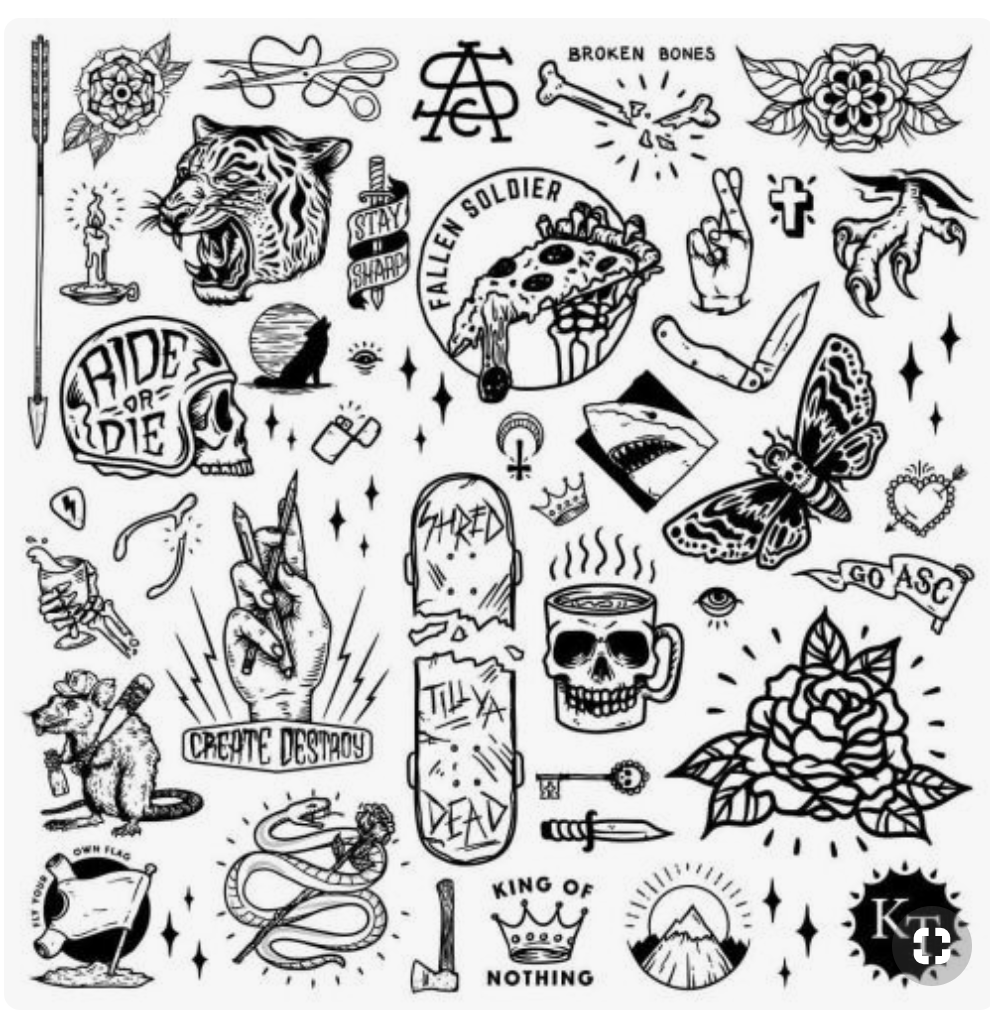 ASC
BROKEN BONES
FALLEN SOLDIER
STAY
SHARP
RIDE
OR
DIE
SHRED
GO ASC
TILL YA
CREATE DESTROY
DEAD
FLY YOUR
OWN FLAG
KING OF
NOTHING
KT